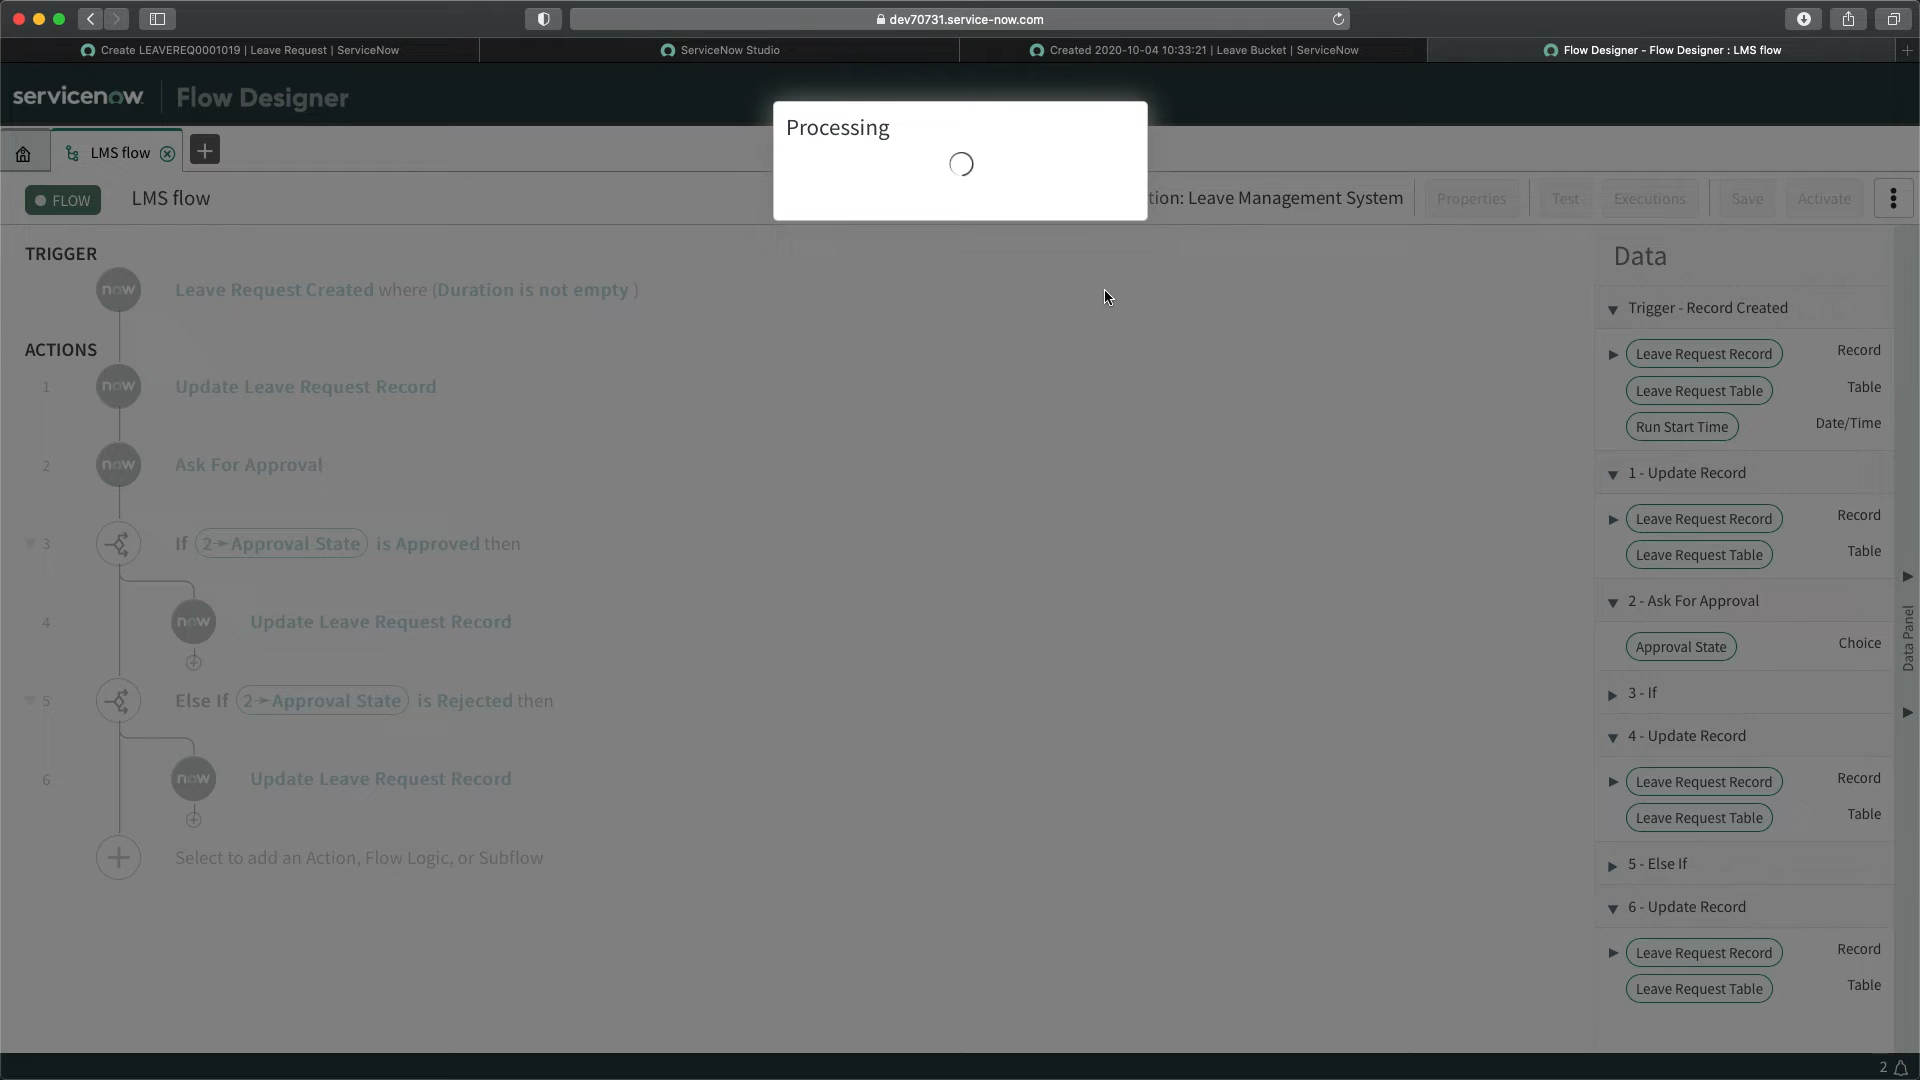 dev70731.service-now.com
Create LEAVEREQ0001019 | Leave Request | ServiceNow
ServiceNow Studio
Created 2020-10-04 10:33:21 | Leave Bucket | ServiceNow
Flow Designer - Flow Designer : LMS flow
servicenow
Flow Designer
Processing
LMS flow
FLOW
LMS flow
tion: Leave Management System
Properties
Test
Executions
Save
Activate
TRIGGER
now
Leave Request Created where (Duration is not empty )
ACTIONS
1
now
Update Leave Request Record
2
now
Ask For Approval
3
If 2➛Approval State is Approved then
4
now
Update Leave Request Record
5
Else If 2➛Approval State is Rejected then
6
now
Update Leave Request Record
Select to add an Action, Flow Logic, or Subflow
Data
Trigger - Record Created
Leave Request Record Record
Leave Request Table Table
Run Start Time Date/Time
1 - Update Record
Leave Request Record Record
Leave Request Table Table
2 - Ask For Approval
Approval State Choice
3 - If
4 - Update Record
Leave Request Record Record
Leave Request Table Table
5 - Else If
6 - Update Record
Leave Request Record Record
Leave Request Table Table
Data Panel
2